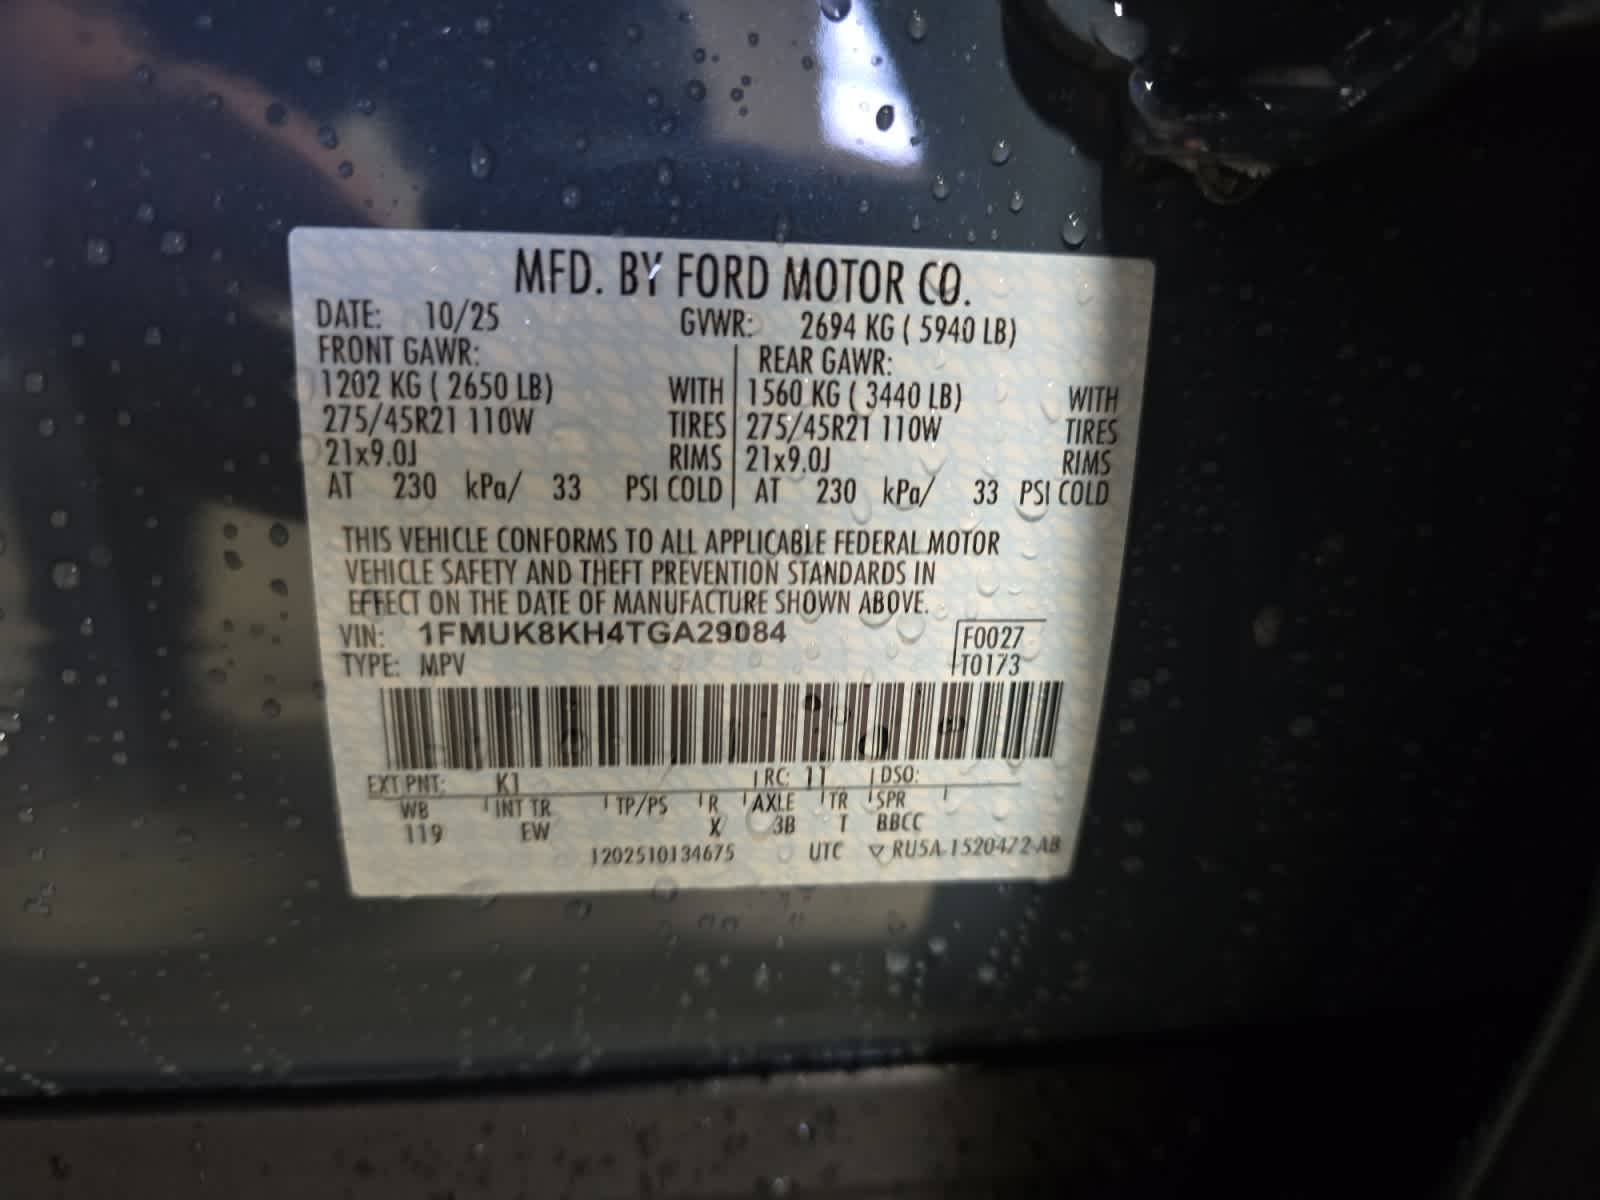 MFD. BY FORD MOTOR CO.
DATE: 10/25 GVWR: 2694 KG ( 5940 LB)
FRONT GAWR: REAR GAWR:
1202 KG ( 2650 LB) WITH 1560 KG ( 3440 LB) WITH
275/45R21 110W TIRES 275/45R21 110W TIRES
21x9.0J RIMS 21x9.0J RIMS
AT 230 kPa/ 33 PSI COLD AT 230 kPa/ 33 PSI COLD
THIS VEHICLE CONFORMS TO ALL APPLICABLE FEDERAL MOTOR
VEHICLE SAFETY AND THEFT PREVENTION STANDARDS IN
EFFECT ON THE DATE OF MANUFACTURE SHOWN ABOVE.
VIN: 1FMUK8KH4TGA29084 F0027
TYPE: MPV T0173
EXT PNT: K1 RC: 11 DSO:
WB INT TR TP/PS R AXLE TR SPR
119 EW X 3B T BBCC
1202510134675 UTC ▽ RU5A-1520472-AB